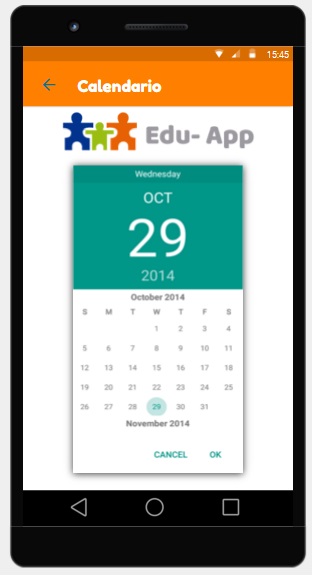 15:45
Calendario
Edu- App
Wednesday
OCT
29
2014
October 2014
S M T W T F S
1 2 3 4
5 6 7 8 9 10 11
12 13 14 15 16 17 18
19 20 21 22 23 24 25
26 27 28 29 30 31
November 2014
CANCEL OK